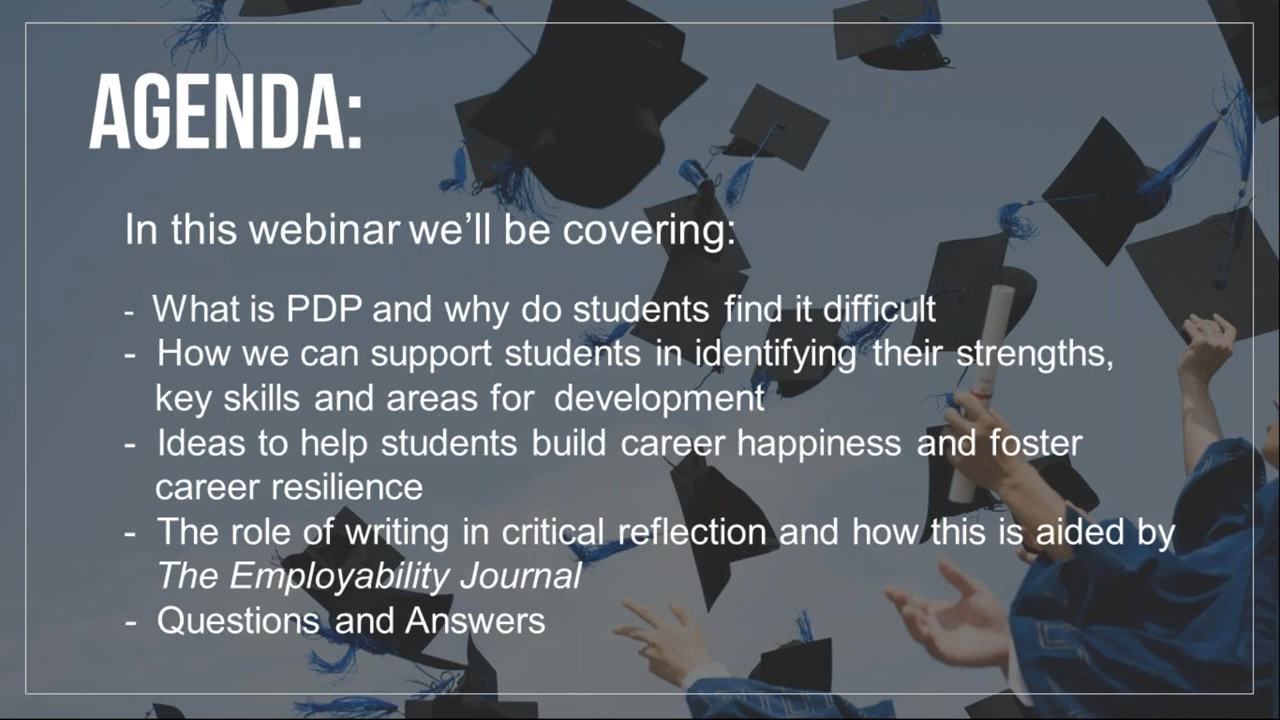 AGENDA:
In this webinar we'll be covering:
- What is PDP and why do students find it difficult
- How we can support students in identifying their strengths,
key skills and areas for development
- Ideas to help students build career happiness and foster
career resilience
- The role of writing in critical reflection and how this is aided by
The Employability Journal
- Questions and Answers